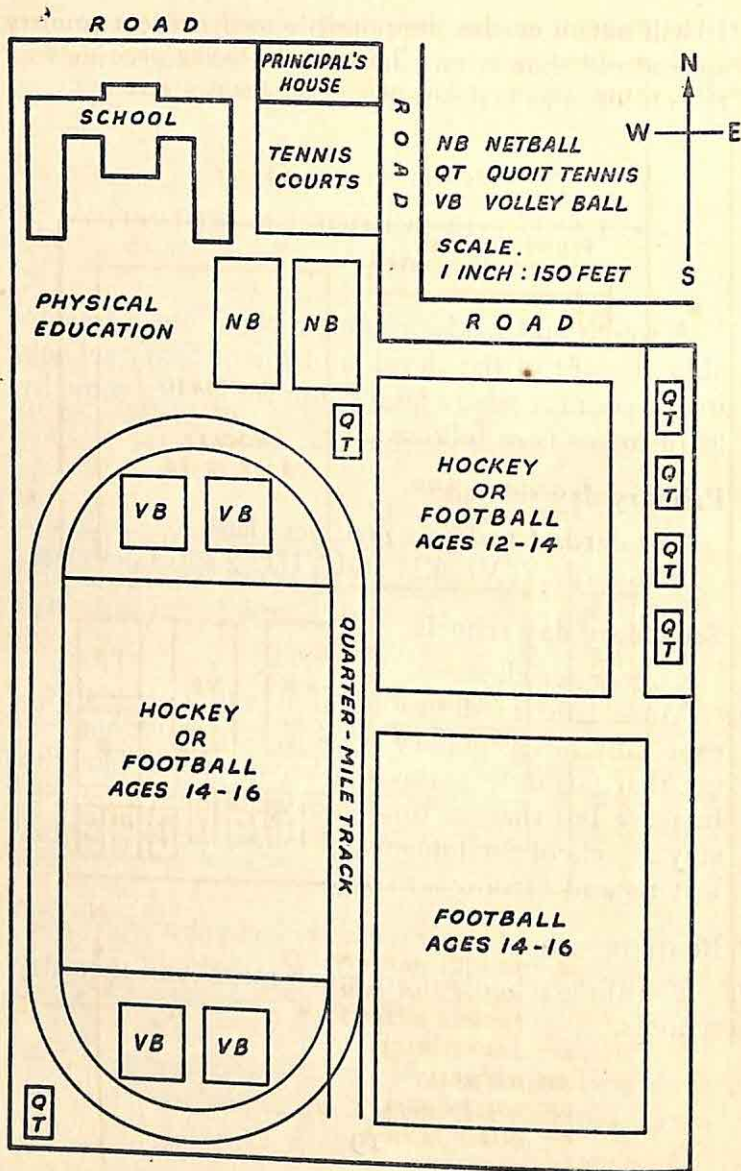 ROAD
PRINCIPAL'S
HOUSE
SCHOOL
TENNIS
COURTS
ROAD
N
W E
S
NB NETBALL
QT QUOIT TENNIS
VB VOLLEY BALL
SCALE.
1 INCH : 150 FEET
ROAD
PHYSICAL
EDUCATION
NB NB
QT
HOCKEY
OR
FOOTBALL
AGES 12-14
QT
QT
QT
QT
VB VB
QUARTER-MILE TRACK
HOCKEY
OR
FOOTBALL
AGES 14-16
FOOTBALL
AGES 14-16
VB VB
QT